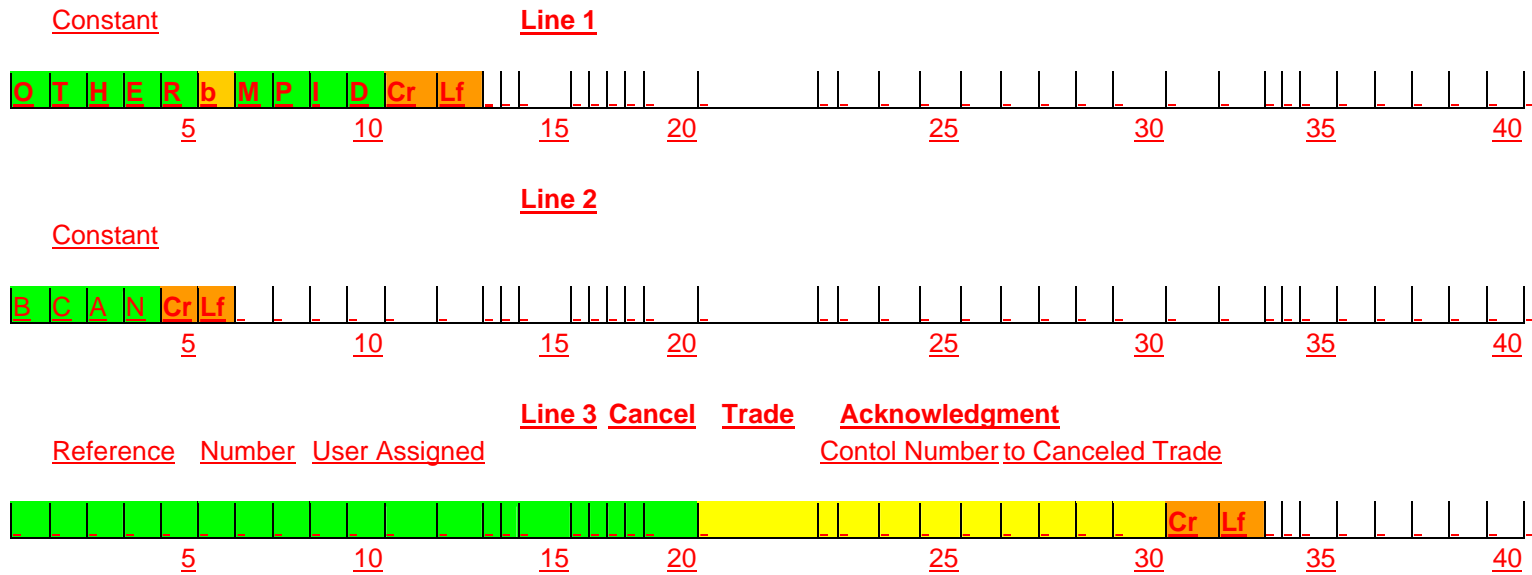 Constant Line 1
O T H E R b M P I D Cr Lf
5 10 15 20 25 30 35 40
Line 2
Constant
B C A N Cr Lf
5 10 15 20 25 30 35 40
Line 3 Cancel Trade Acknowledgment
Reference Number User Assigned Contol Number to Canceled Trade
Cr Lf
5 10 15 20 25 30 35 40